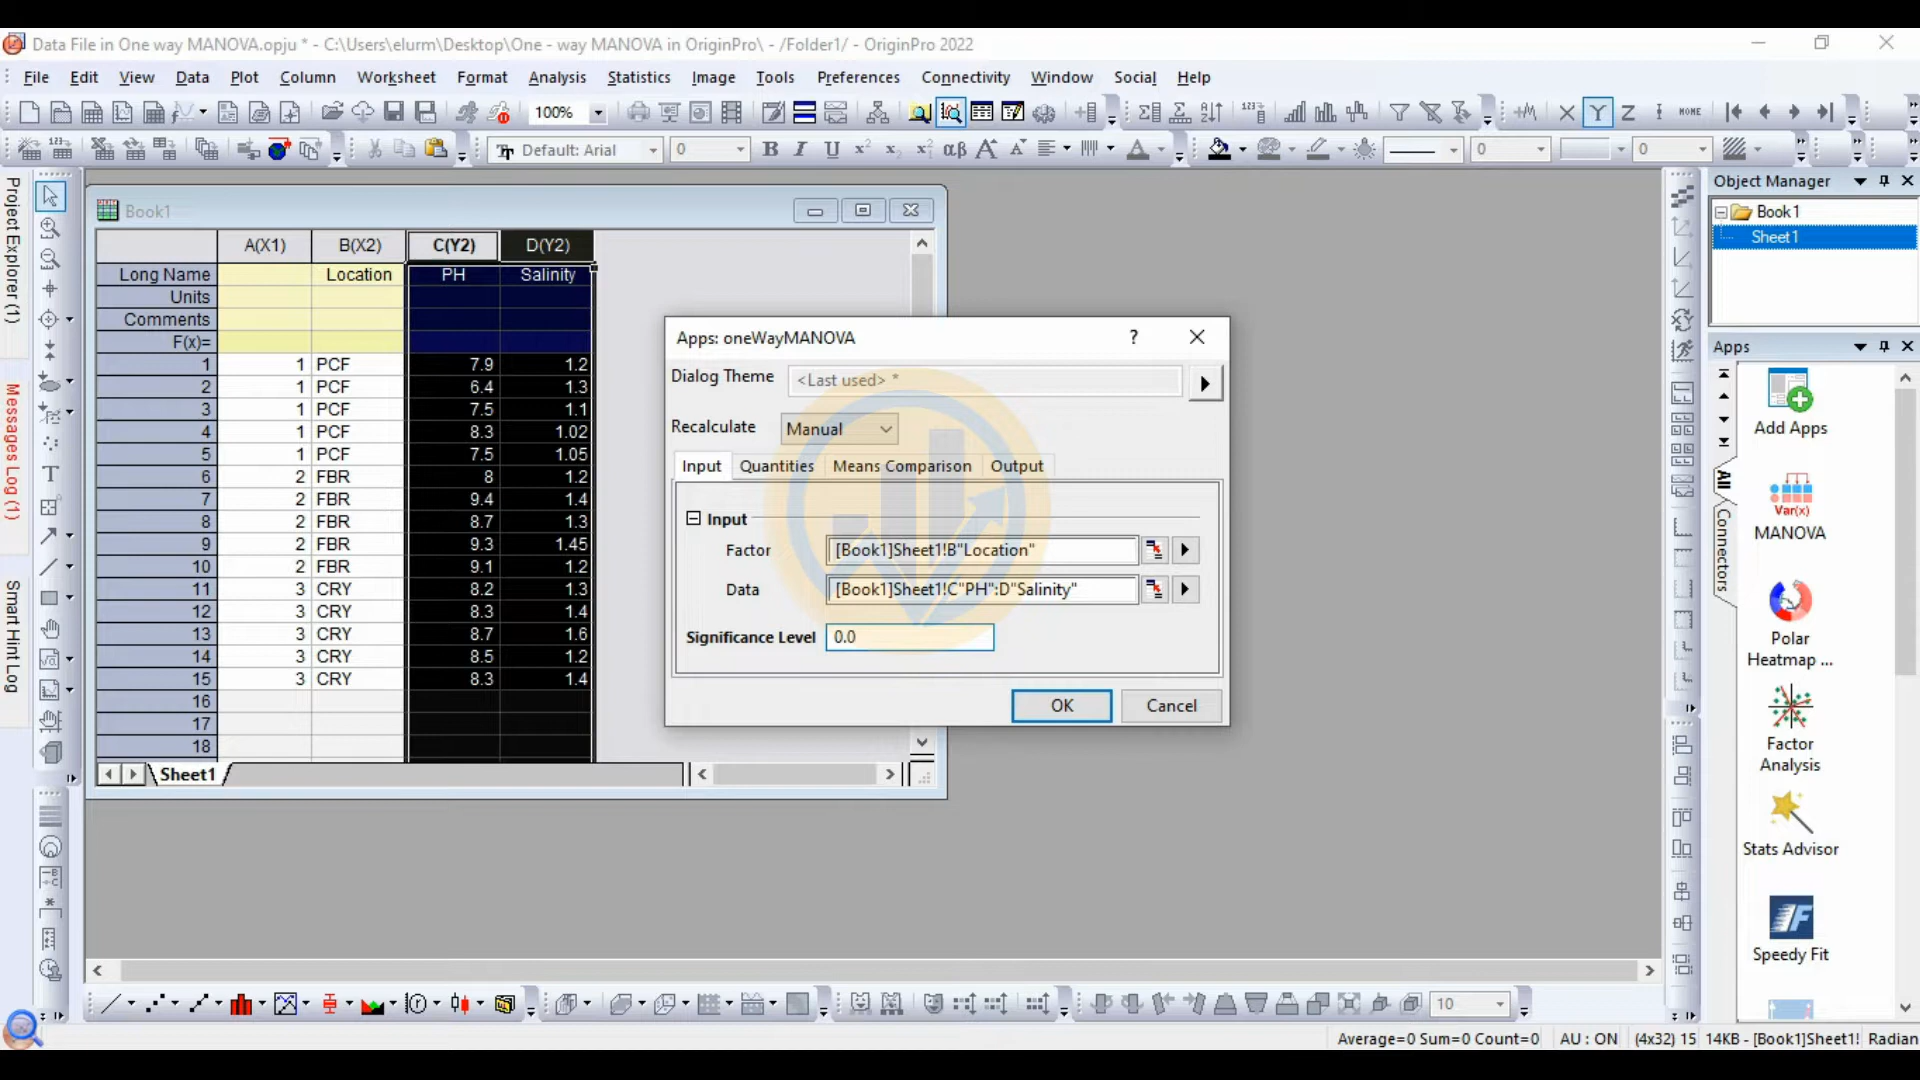 Data File in One way MANOVA.opju * - C:\Users\elurm\Desktop\One - way MANOVA in OriginPro\ - /Folder1/ - OriginPro 2022
File Edit View Data Plot Column Worksheet Format Analysis Statistics Image Tools Preferences Connectivity Window Social Help
100%
Default: Arial 0 B I U αβ A 0 0
Project Explorer (1)
Messages Log (1)
Smart Hint Log
Book1
A(X1) B(X2) C(Y2) D(Y2)
Long Name Location PH Salinity
Units
Comments
F(x)=
1 1 PCF 7.9 1.2
2 1 PCF 6.4 1.3
3 1 PCF 7.5 1.1
4 1 PCF 8.3 1.02
5 1 PCF 7.5 1.05
6 2 FBR 8 1.2
7 2 FBR 9.4 1.4
8 2 FBR 8.7 1.3
9 2 FBR 9.3 1.45
10 2 FBR 9.1 1.2
11 3 CRY 8.2 1.3
12 3 CRY 8.3 1.4
13 3 CRY 8.7 1.6
14 3 CRY 8.5 1.2
15 3 CRY 8.3 1.4
16
17
18
Sheet1
Apps: oneWayMANOVA ?
Dialog Theme <Last used> *
Recalculate Manual
Input Quantities Means Comparison Output
Input
Factor [Book1]Sheet1!B"Location"
Data [Book1]Sheet1!C"PH":D"Salinity"
Significance Level 0.0
OK Cancel
Object Manager
Book1
Sheet1
Apps
All
Connectors
Add Apps
Var(x)
MANOVA
Polar
Heatmap ...
Factor
Analysis
Stats Advisor
Speedy Fit
10
Average=0 Sum=0 Count=0 AU : ON (4x32) 15 14KB - [Book1]Sheet1! Radian